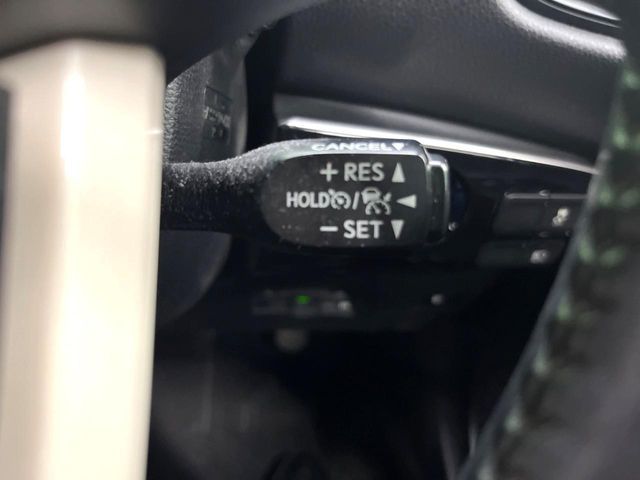 CANCEL▼
+ RES ▲
HOLD / ◄
− SET ▼